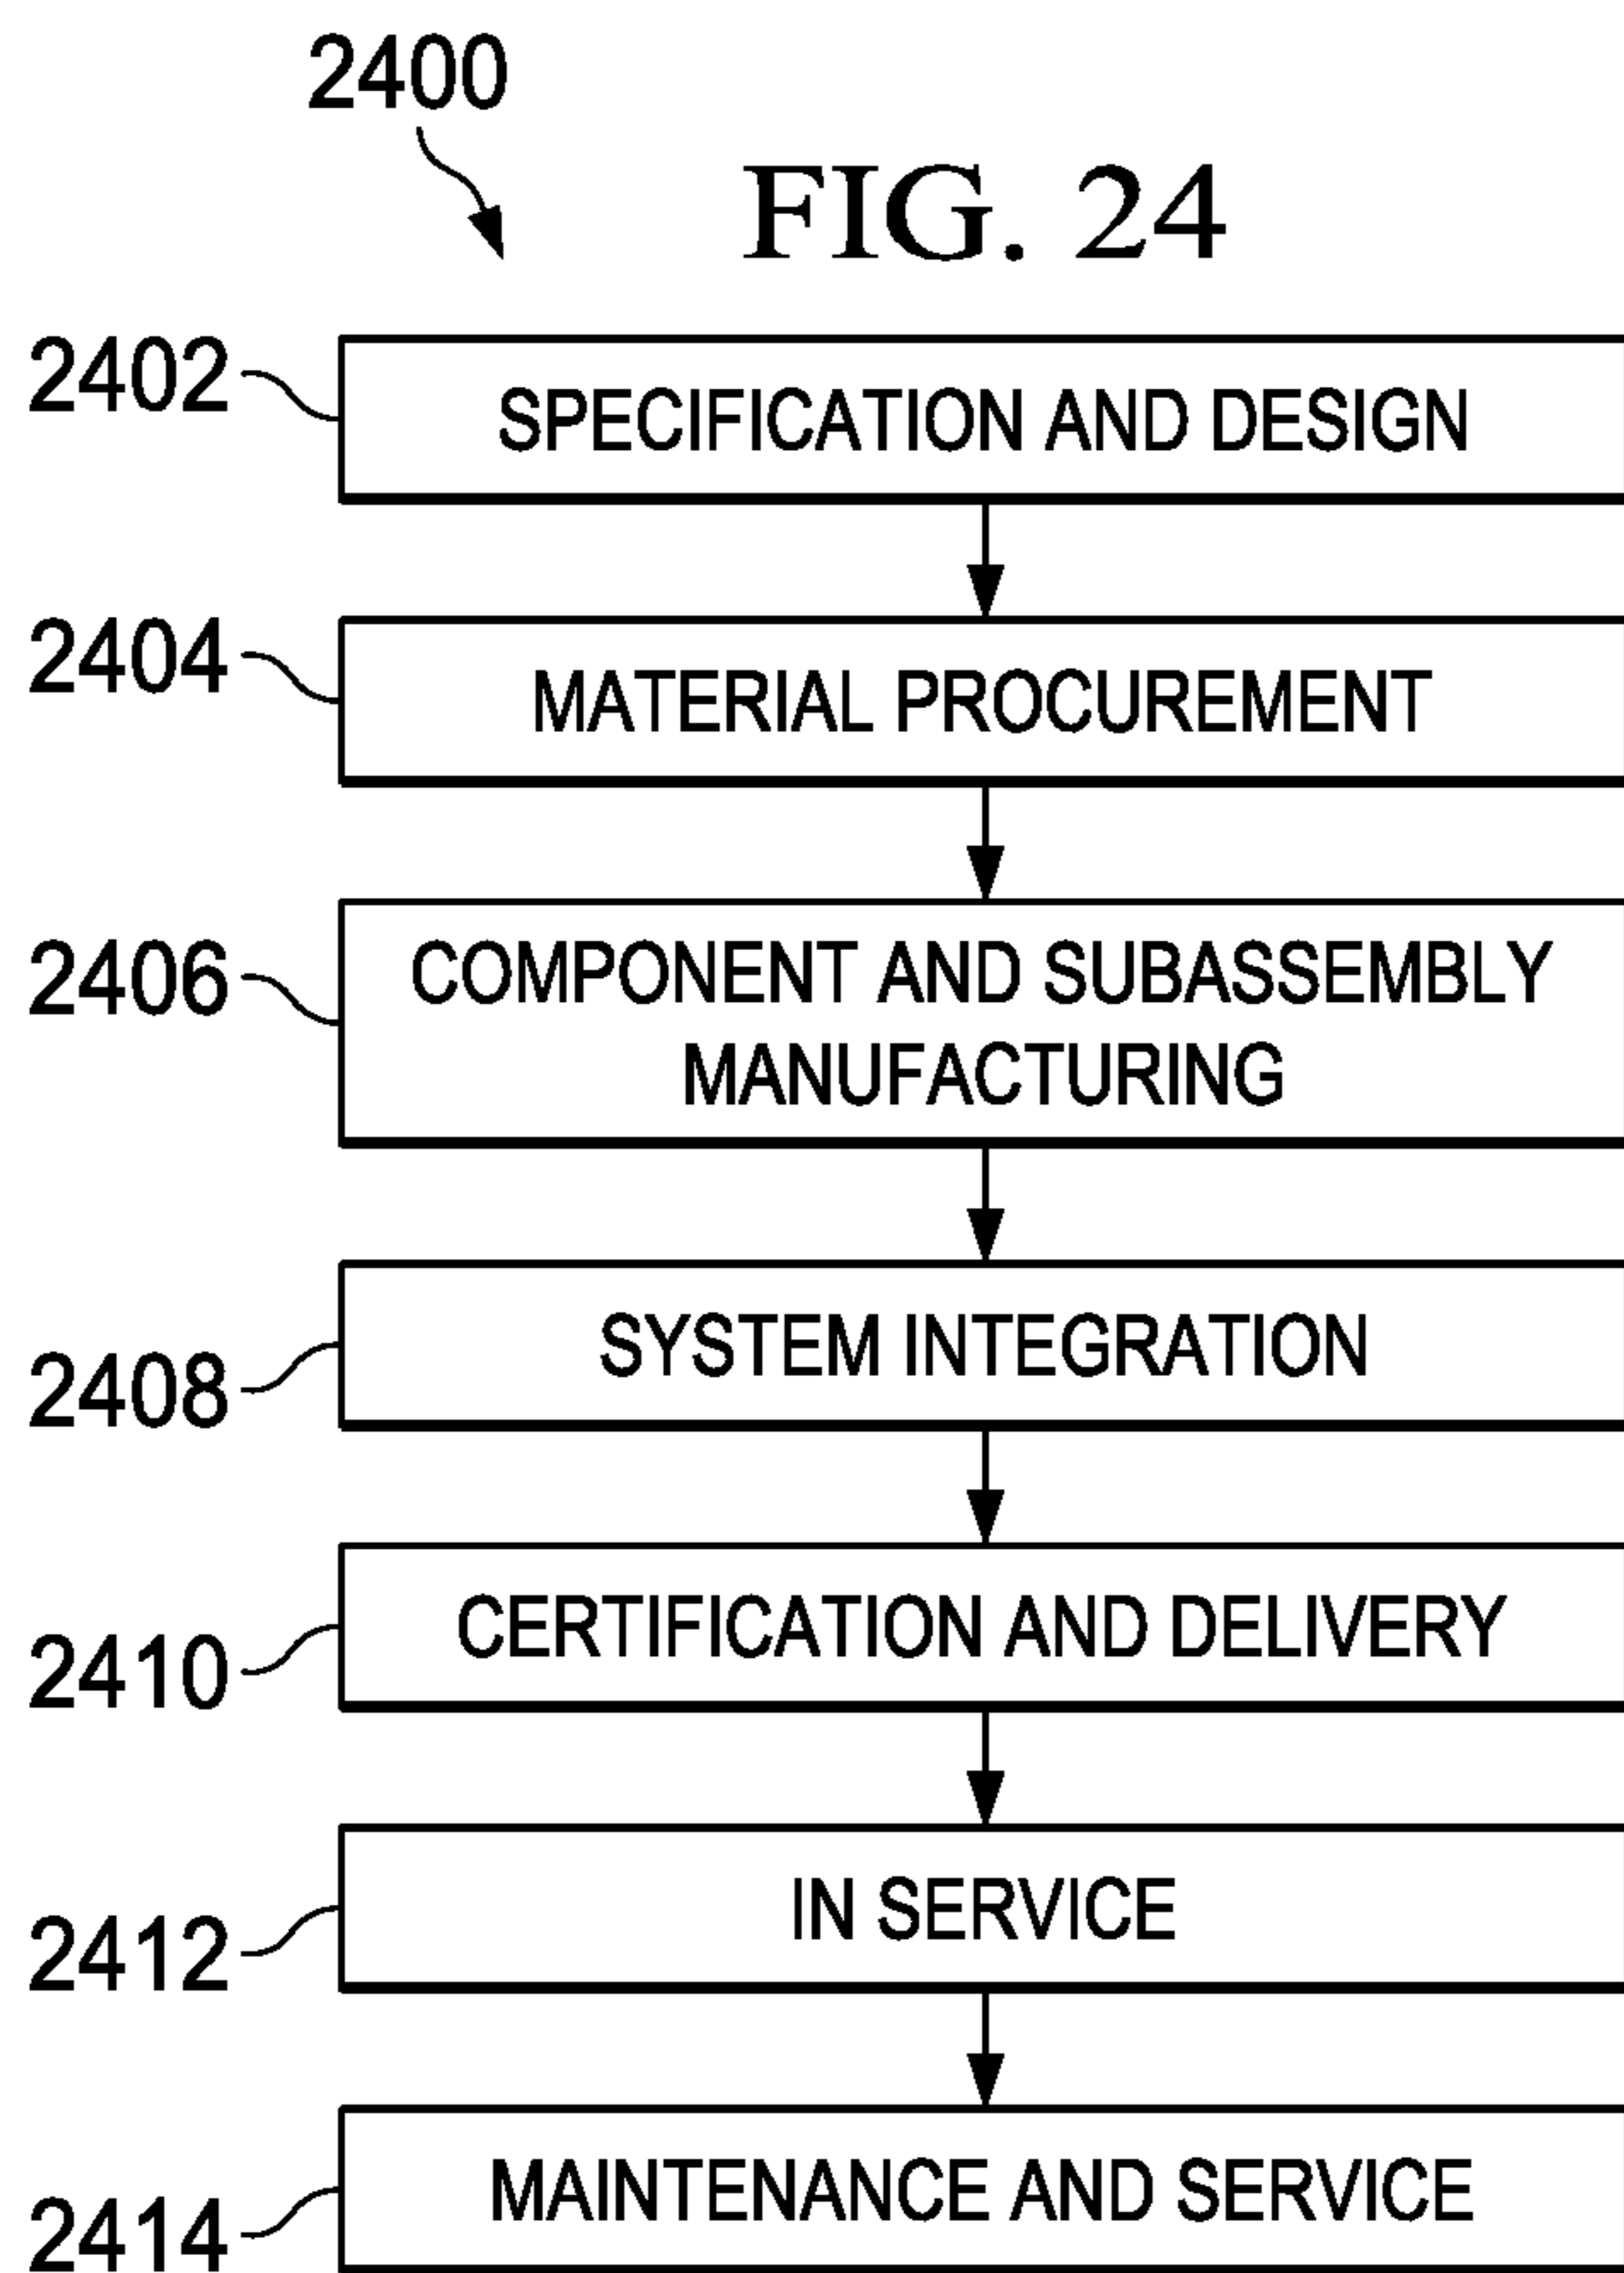 2400
FIG. 24
2402
SPECIFICATION AND DESIGN
2404
MATERIAL PROCUREMENT
2406
COMPONENT AND SUBASSEMBLY
MANUFACTURING
2408
SYSTEM INTEGRATION
2410
CERTIFICATION AND DELIVERY
2412
IN SERVICE
2414
MAINTENANCE AND SERVICE